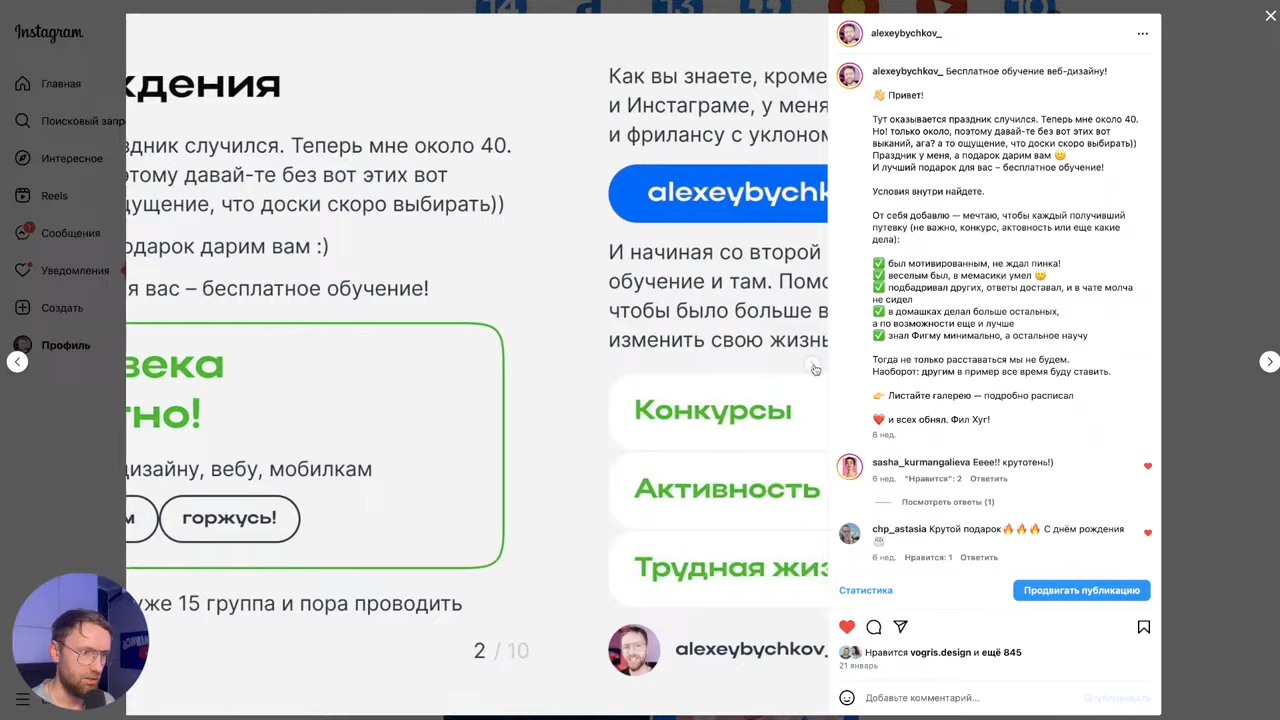 Instagram
Главная
Поисковый запр
Интересное
Reels
Сообщения
Уведомления
Создать
Профиль
ждения
здник случился. Теперь мне около 40.
этому давай-те без вот этих вот
щущение, что доски скоро выбирать))
одарок дарим вам :)
я вас – бесплатное обучение!
века
тно!
дизайну, вебу, мобилкам
м
горжусь!
уже 15 группа и пора проводить
2 / 10
Как вы знаете, кроме
и Инстаграме, у меня
и фрилансу с уклоном
alexeybychk
И начиная со второй
обучение и там. Помо
чтобы было больше в
изменить свою жизнь
Конкурсы
Активность
Трудная жиз
alexeybychkov_
alexeybychkov_
alexeybychkov_ Бесплатное обучение веб-дизайну!
👋 Привет!
Тут оказывается праздник случился. Теперь мне около 40.
Но! только около, поэтому давай-те без вот этих вот
выканий, ага? а то ощущение, что доски скоро выбирать))
Праздник у меня, а подарок дарим вам 😄
И лучший подарок для вас – бесплатное обучение!
Условия внутри найдете.
От себя добавлю — мечтаю, чтобы каждый получивший
путевку (не важно, конкурс, актовность или еще какие
дела):
✅ был мотивированным, не ждал пинка!
✅ веселым был, в мемасики умел 😄
✅ подбадривал других, ответы доставал, и в чате молча
не сидел
✅ в домашках делал больше остальных,
а по возможности еще и лучше
✅ знал Фигму минимально, а остальное научу
Тогда не только расставаться мы не будем.
Наоборот: другим в пример все время буду ставить.
👉 Листайте галерею — подробно расписал
❤️ и всех обнял. Фил Хуг!
6 нед.
sasha_kurmangalieva Ееее!! крутотень!)
6 нед. "Нравится": 2 Ответить
Посмотреть ответы (1)
chp_astasia Крутой подарок🔥🔥🔥 С днём рождения
🎂
6 нед. Нравится: 1 Ответить
Статистика
Продвигать публикацию
Нравится vogris.design и ещё 845
21 январь
Добавьте комментарий...
Опубликовать